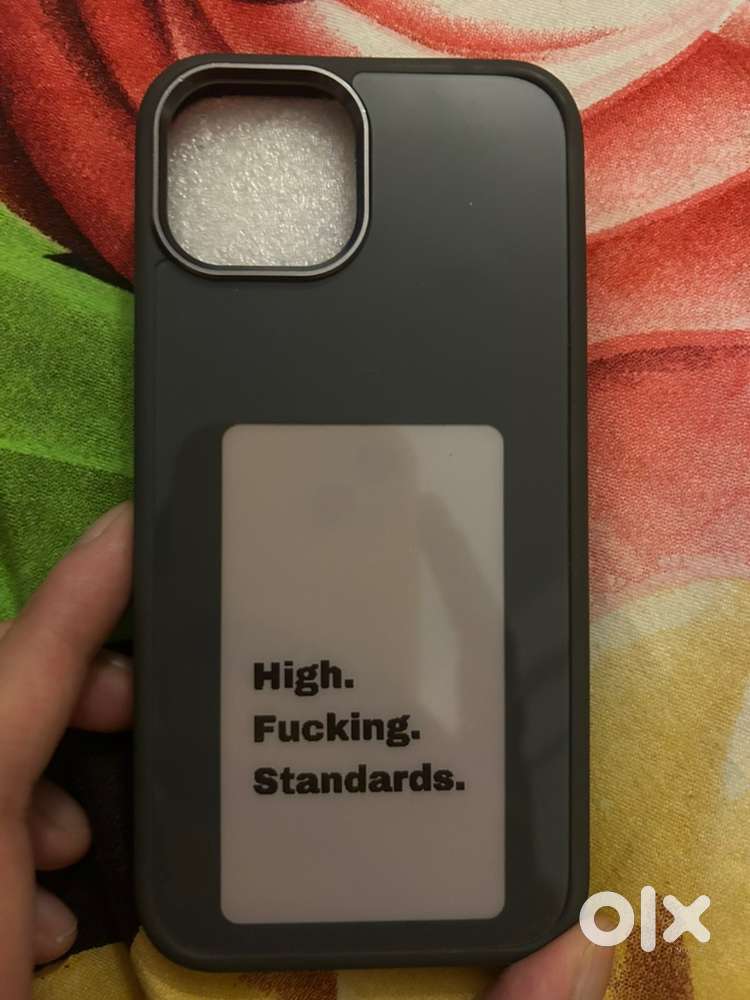 High.
Fucking.
Standards.
olx